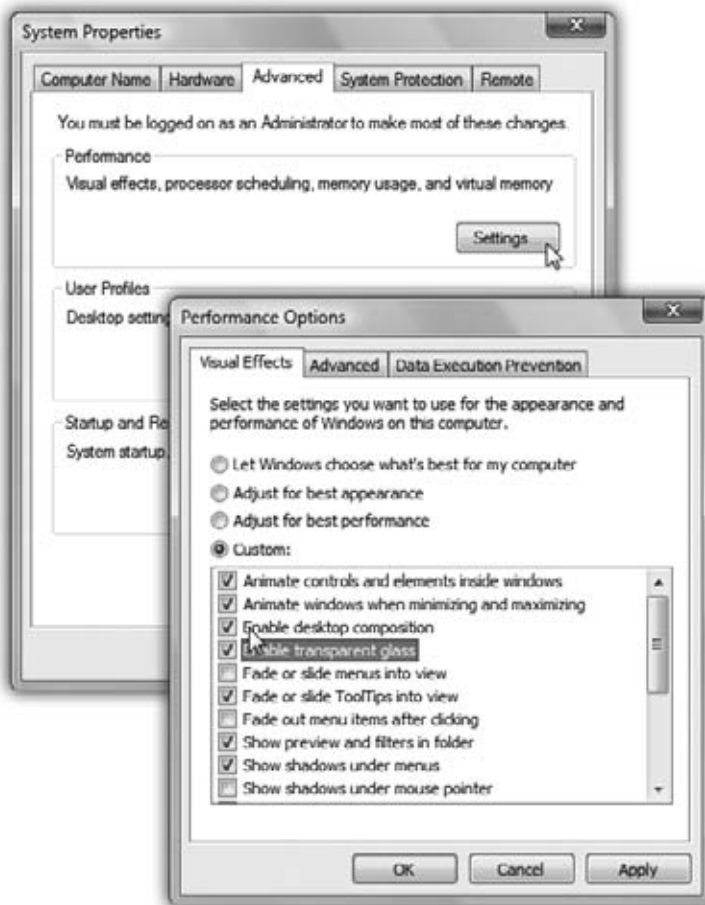 System Properties
Computer Name Hardware Advanced System Protection Remote
You must be logged on as an Administrator to make most of these changes.
Performance
Visual effects, processor scheduling, memory usage, and virtual memory
Settings
User Profiles
Desktop setting
Startup and Re
System startup,
Performance Options
Visual Effects Advanced Data Execution Prevention
Select the settings you want to use for the appearance and
performance of Windows on this computer.
Let Windows choose what's best for my computer
Adjust for best appearance
Adjust for best performance
Custom:
Animate controls and elements inside windows
Animate windows when minimizing and maximizing
Enable desktop composition
Enable transparent glass
Fade or slide menus into view
Fade or slide ToolTips into view
Fade out menu items after clicking
Show preview and filters in folder
Show shadows under menus
Show shadows under mouse pointer
OK Cancel Apply